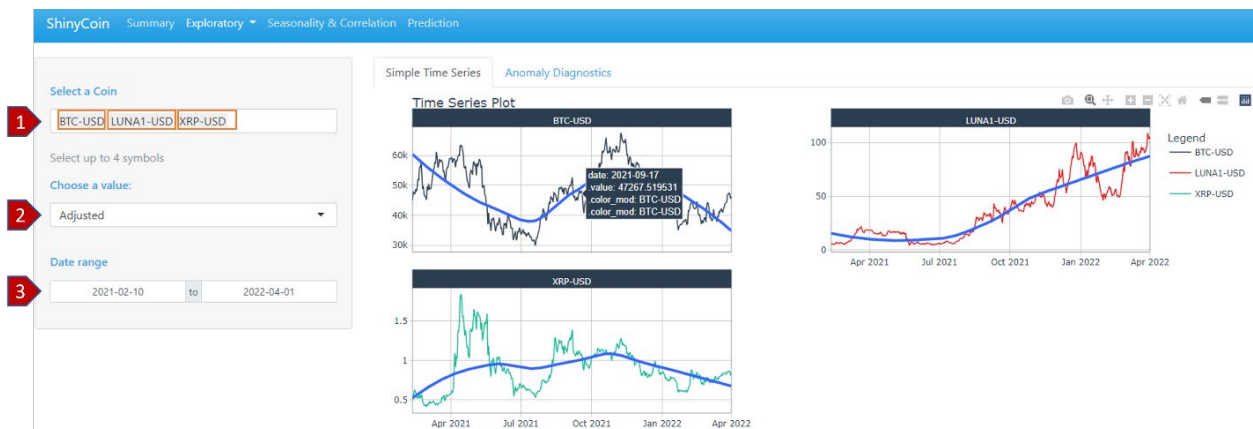 ShinyCoin Summary Exploratory Seasonality & Correlation Prediction
Select a Coin
1
BTC-USD LUNA1-USD XRP-USD
Select up to 4 symbols
Choose a value:
2
Adjusted
Date range
3
2021-02-10 to 2022-04-01
Simple Time Series Anomaly Diagnostics
Time Series Plot
BTC-USD
60k
50k
40k
30k
date: 2021-09-17
.value: 47267.519531
.color_mod: BTC-USD
.color_mod: BTC-USD
LUNA1-USD
100
50
0
Apr 2021 Jul 2021 Oct 2021 Jan 2022 Apr 2022
Legend
BTC-USD
LUNA1-USD
XRP-USD
XRP-USD
1.5
1
0.5
Apr 2021 Jul 2021 Oct 2021 Jan 2022 Apr 2022